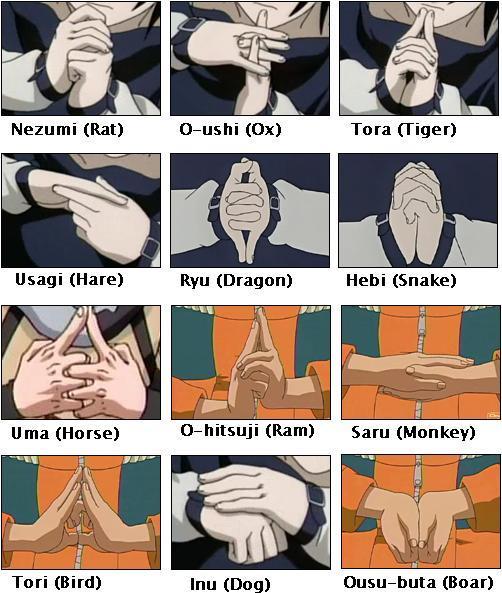 Nezumi (Rat)
O-ushi (Ox)
Tora (Tiger)
Usagi (Hare)
Ryu (Dragon)
Hebi (Snake)
Uma (Horse)
O-hitsuji (Ram)
Saru (Monkey)
Tori (Bird)
Inu (Dog)
Ousu-buta (Boar)